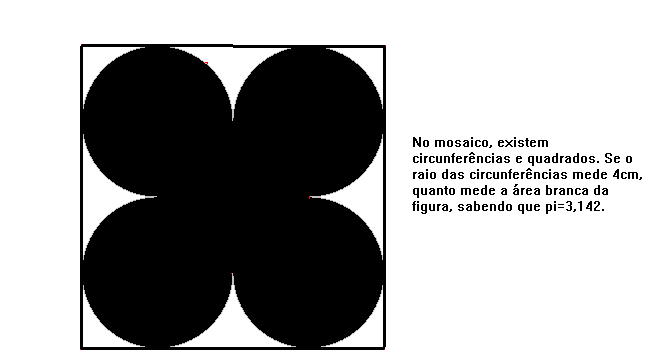 No mosaico, existem
circunferências e quadrados. Se o
raio das circunferências mede 4cm,
quanto mede a área branca da
figura, sabendo que pi=3,142.